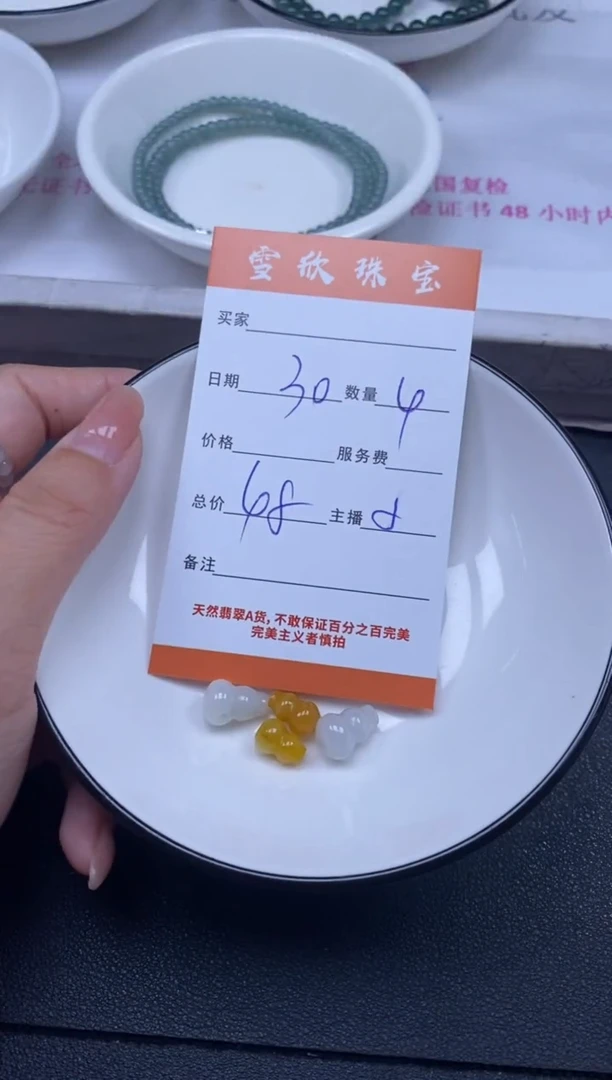 国复检
验证书 48 小时内
雪欣珠宝
买家
日期 30 数量 4
价格 服务费
总价 48 主播 d
备注
天然翡翠A货,不敢保证百分之百完美
完美主义者慎拍